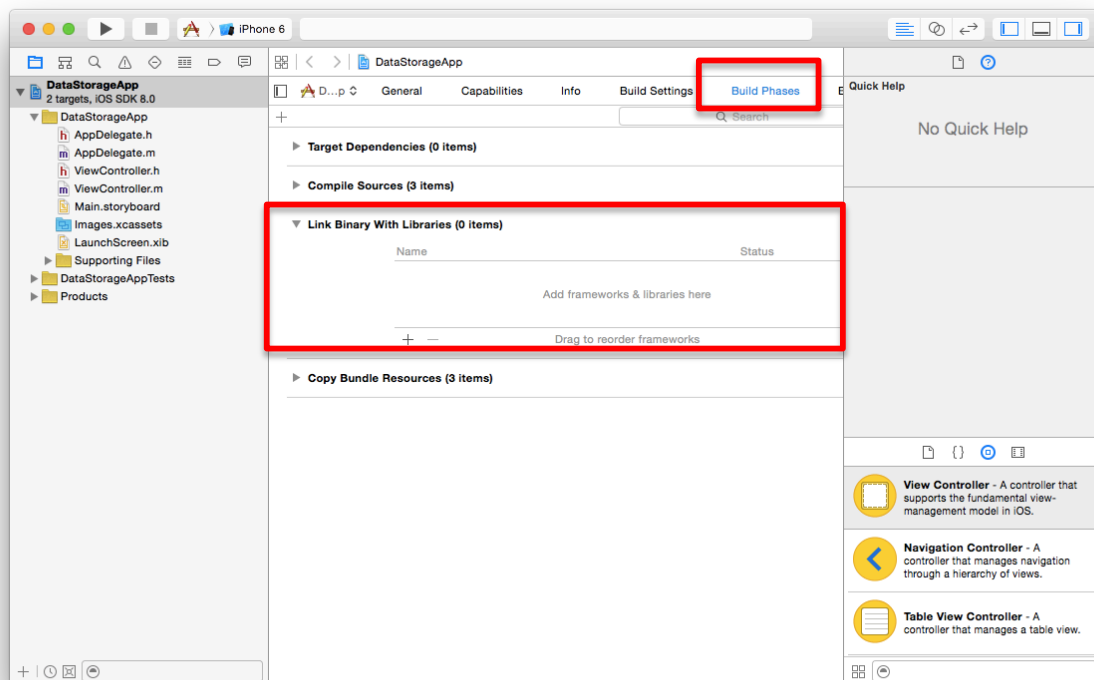 iPhone 6
DataStorageApp
2 targets, iOS SDK 8.0
DataStorageApp
AppDelegate.h
AppDelegate.m
ViewController.h
ViewController.m
Main.storyboard
Images.xcassets
LaunchScreen.xib
Supporting Files
DataStorageAppTests
Products
DataStorageApp
D...p General Capabilities Info Build Settings Build Phases
Search
Target Dependencies (0 items)
Compile Sources (3 items)
Link Binary With Libraries (0 items)
Name Status
Add frameworks & libraries here
Drag to reorder frameworks
Copy Bundle Resources (3 items)
Quick Help
No Quick Help
View Controller - A controller that
supports the fundamental view-
management model in iOS.
Navigation Controller - A
controller that manages navigation
through a hierarchy of views.
Table View Controller - A
controller that manages a table view.